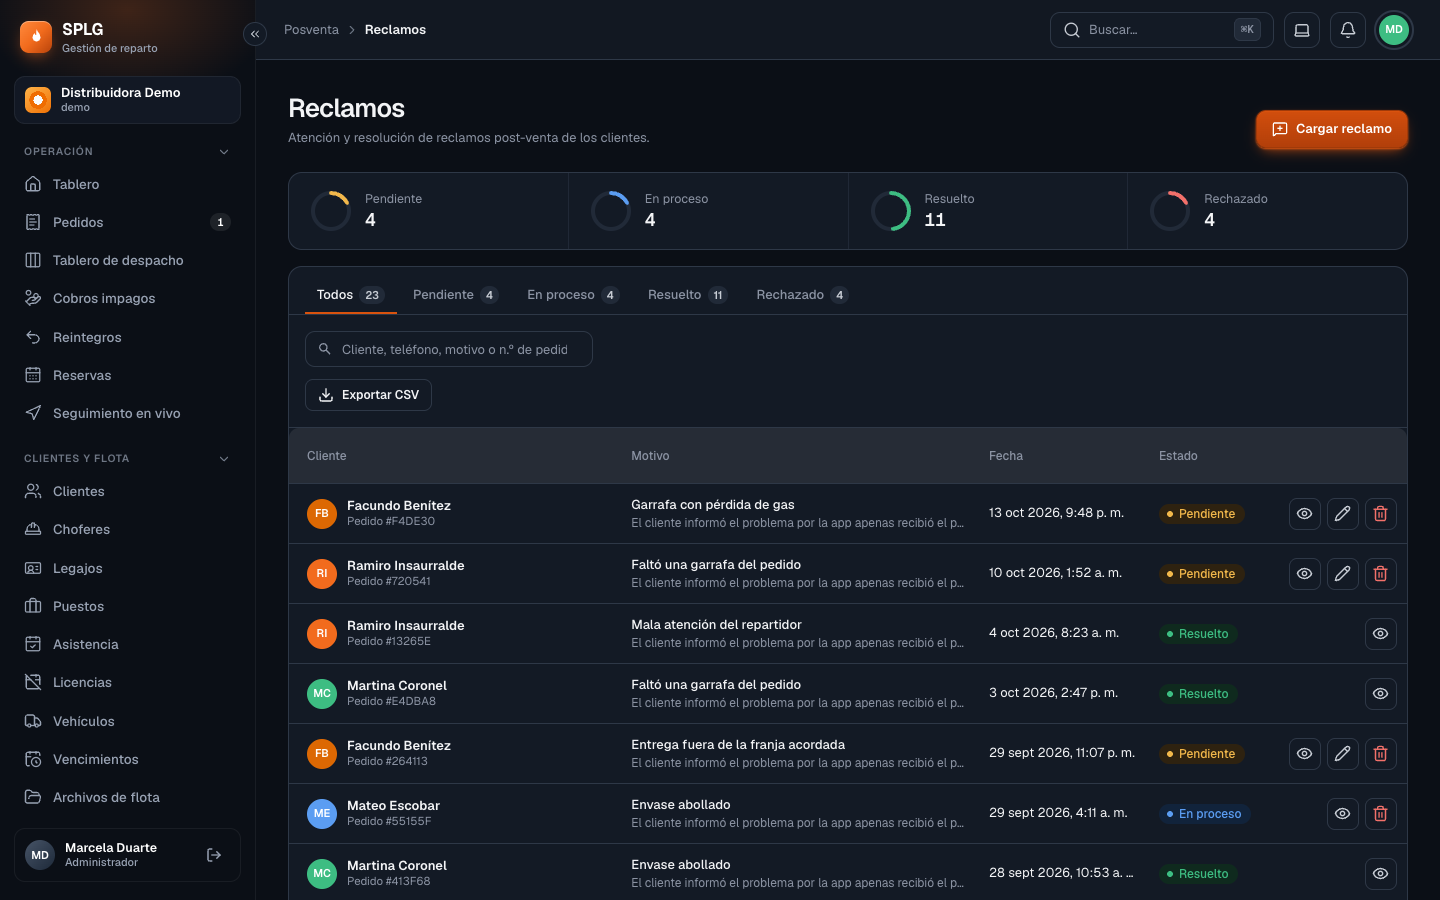 SPLG
Gestión de reparto
Distribuidora Demo
demo
OPERACIÓN
Tablero
Pedidos 1
Tablero de despacho
Cobros impagos
Reintegros
Reservas
Seguimiento en vivo
CLIENTES Y FLOTA
Clientes
Choferes
Legajos
Puestos
Asistencia
Licencias
Vehículos
Vencimientos
Archivos de flota
MD
Marcela Duarte
Administrador
Posventa Reclamos
Buscar... ⌘K
MD
Reclamos
Atención y resolución de reclamos post-venta de los clientes.
Cargar reclamo
Pendiente
4
En proceso
4
Resuelto
11
Rechazado
4
Todos 23 Pendiente 4 En proceso 4 Resuelto 11 Rechazado 4
Cliente, teléfono, motivo o n.º de pedid
Exportar CSV
Cliente Motivo Fecha Estado
FB Facundo Benítez Garrafa con pérdida de gas 13 oct 2026, 9:48 p. m. Pendiente
Pedido #F4DE30 El cliente informó el problema por la app apenas recibió el p...
RI Ramiro Insaurralde Faltó una garrafa del pedido 10 oct 2026, 1:52 a. m. Pendiente
Pedido #720541 El cliente informó el problema por la app apenas recibió el p...
RI Ramiro Insaurralde Mala atención del repartidor 4 oct 2026, 8:23 a. m. Resuelto
Pedido #13265E El cliente informó el problema por la app apenas recibió el p...
MC Martina Coronel Faltó una garrafa del pedido 3 oct 2026, 2:47 p. m. Resuelto
Pedido #E4DBA8 El cliente informó el problema por la app apenas recibió el p...
FB Facundo Benítez Entrega fuera de la franja acordada 29 sept 2026, 11:07 p. m. Pendiente
Pedido #264113 El cliente informó el problema por la app apenas recibió el p...
ME Mateo Escobar Envase abollado 29 sept 2026, 4:11 a. m. En proceso
Pedido #55155F El cliente informó el problema por la app apenas recibió el p...
MC Martina Coronel Envase abollado 28 sept 2026, 10:53 a. ... Resuelto
Pedido #413F68 El cliente informó el problema por la app apenas recibió el p...